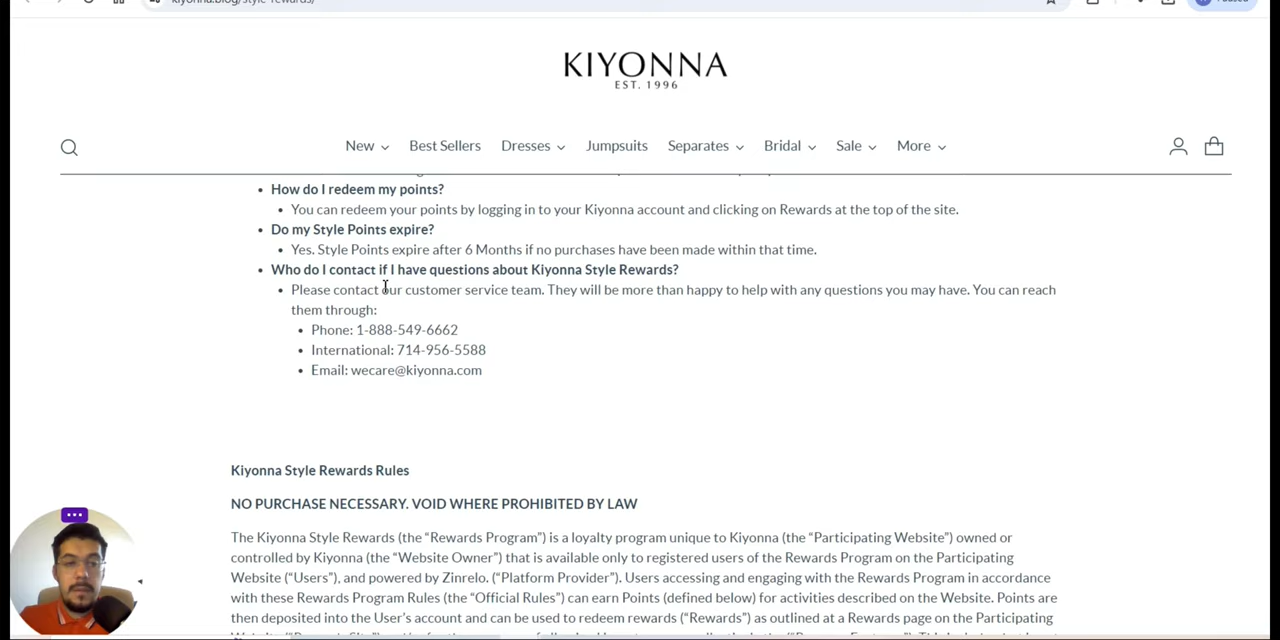 kiyonna.blog/style-rewards/
Paused
KIYONNA
EST. 1996
New
Best Sellers
Dresses
Jumpsuits
Separates
Bridal
Sale
More
How do I redeem my points?
You can redeem your points by logging in to your Kiyonna account and clicking on Rewards at the top of the site.
Do my Style Points expire?
Yes. Style Points expire after 6 Months if no purchases have been made within that time.
Who do I contact if I have questions about Kiyonna Style Rewards?
Please contact our customer service team. They will be more than happy to help with any questions you may have. You can reach
them through:
Phone: 1-888-549-6662
International: 714-956-5588
Email: wecare@kiyonna.com
Kiyonna Style Rewards Rules
NO PURCHASE NECESSARY. VOID WHERE PROHIBITED BY LAW
The Kiyonna Style Rewards (the “Rewards Program”) is a loyalty program unique to Kiyonna (the “Participating Website”) owned or
controlled by Kiyonna (the “Website Owner”) that is available only to registered users of the Rewards Program on the Participating
Website (“Users”), and powered by Zinrelo. (“Platform Provider”). Users accessing and engaging with the Rewards Program in accordance
with these Rewards Program Rules (the “Official Rules”) can earn Points (defined below) for activities described on the Website. Points are
then deposited into the User’s account and can be used to redeem rewards (“Rewards”) as outlined at a Rewards page on the Participating